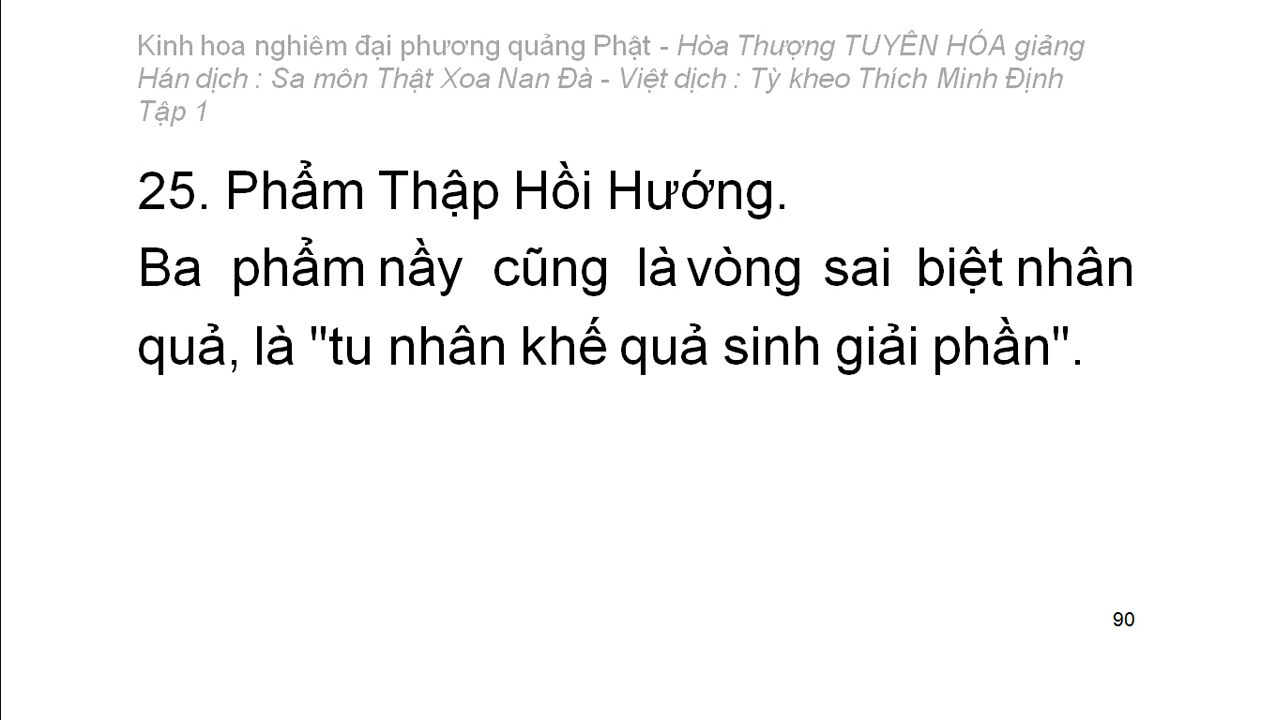 Kinh hoa nghiêm đại phương quảng Phật - Hòa Thượng TUYÊN HÓA giảng
Hán dịch : Sa môn Thật Xoa Nan Đà - Việt dịch : Tỳ kheo Thích Minh Định
Tập 1
25. Phẩm Thập Hồi Hướng.
Ba phẩm nầy cũng là vòng sai biệt nhân
quả, là "tu nhân khế quả sinh giải phần".
90